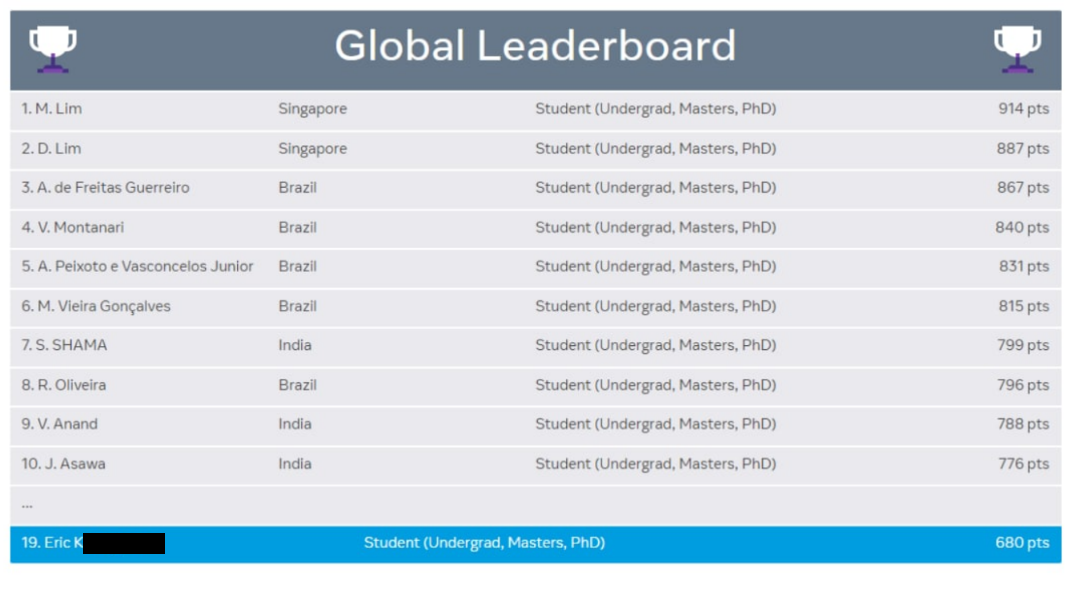 Global Leaderboard
1. M. Lim Singapore Student (Undergrad, Masters, PhD) 914 pts
2. D. Lim Singapore Student (Undergrad, Masters, PhD) 887 pts
3. A. de Freitas Guerreiro Brazil Student (Undergrad, Masters, PhD) 867 pts
4. V. Montanari Brazil Student (Undergrad, Masters, PhD) 840 pts
5. A. Peixoto e Vasconcelos Junior Brazil Student (Undergrad, Masters, PhD) 831 pts
6. M. Vieira Gonçalves Brazil Student (Undergrad, Masters, PhD) 815 pts
7. S. SHAMA India Student (Undergrad, Masters, PhD) 799 pts
8. R. Oliveira Brazil Student (Undergrad, Masters, PhD) 796 pts
9. V. Anand India Student (Undergrad, Masters, PhD) 788 pts
10. J. Asawa India Student (Undergrad, Masters, PhD) 776 pts
...
19. Eric K Student (Undergrad, Masters, PhD) 680 pts